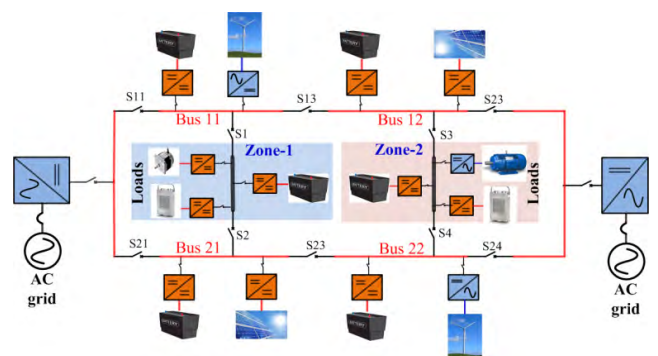 S11
Bus 11
S13
Bus 12
S23
S1
S3
Zone-1
Zone-2
Loads
Loads
S2
S4
S21
Bus 21
S23
Bus 22
S24
AC
grid
AC
grid